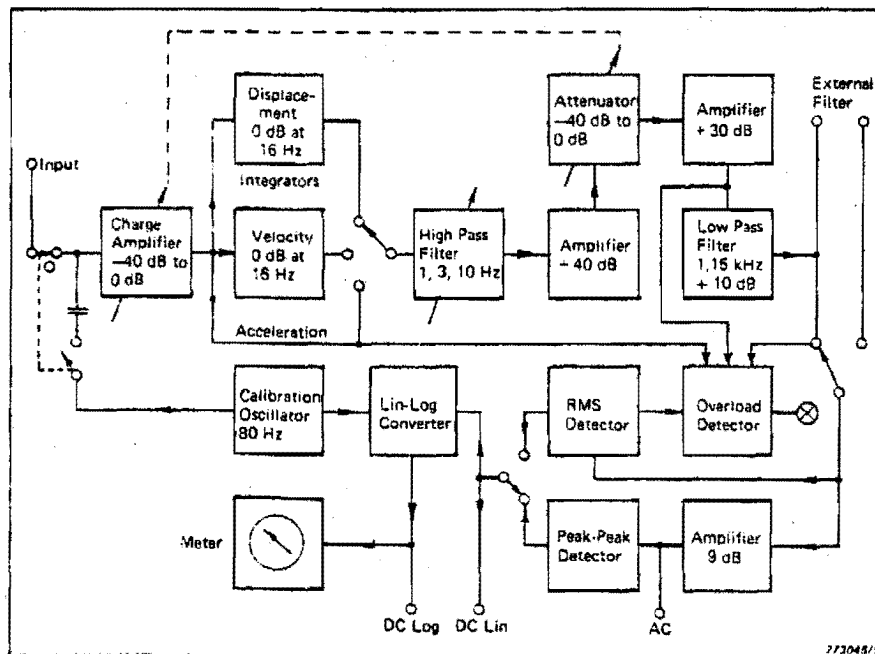 External
Filter
Displace-
ment
0 dB at
16 Hz
Attenuator
−40 dB to
0 dB
Amplifier
+ 30 dB
Input
Integrators
Charge
Amplifier
−40 dB to
0 dB
Velocity
0 dB at
16 Hz
High Pass
Filter
1, 3, 10 Hz
Amplifier
+ 40 dB
Low Pass
Filter
1,15 kHz
+ 10 dB
Acceleration
Calibration
Oscillator
80 Hz
Lin-Log
Converter
RMS
Detector
Overload
Detector
Meter
Peak-Peak
Detector
Amplifier
9 dB
DC Log
DC Lin
AC